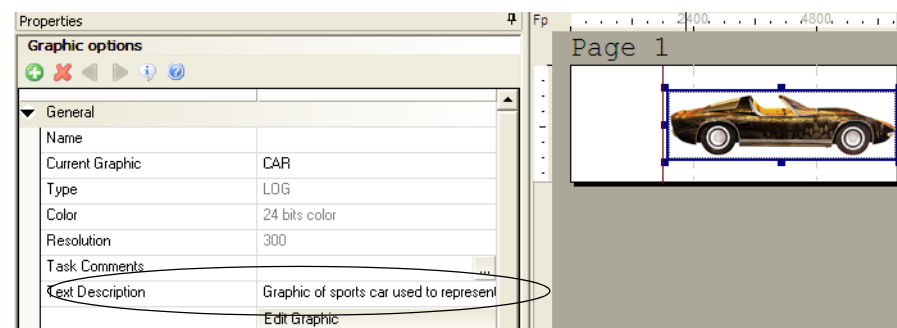 Properties
Fp
2400
4800
Graphic options
Page 1
General
Name
Current Graphic CAR
Type LOG
Color 24 bits color
Resolution 300
Task Comments ...
Text Description Graphic of sports car used to represent
Edit Graphic